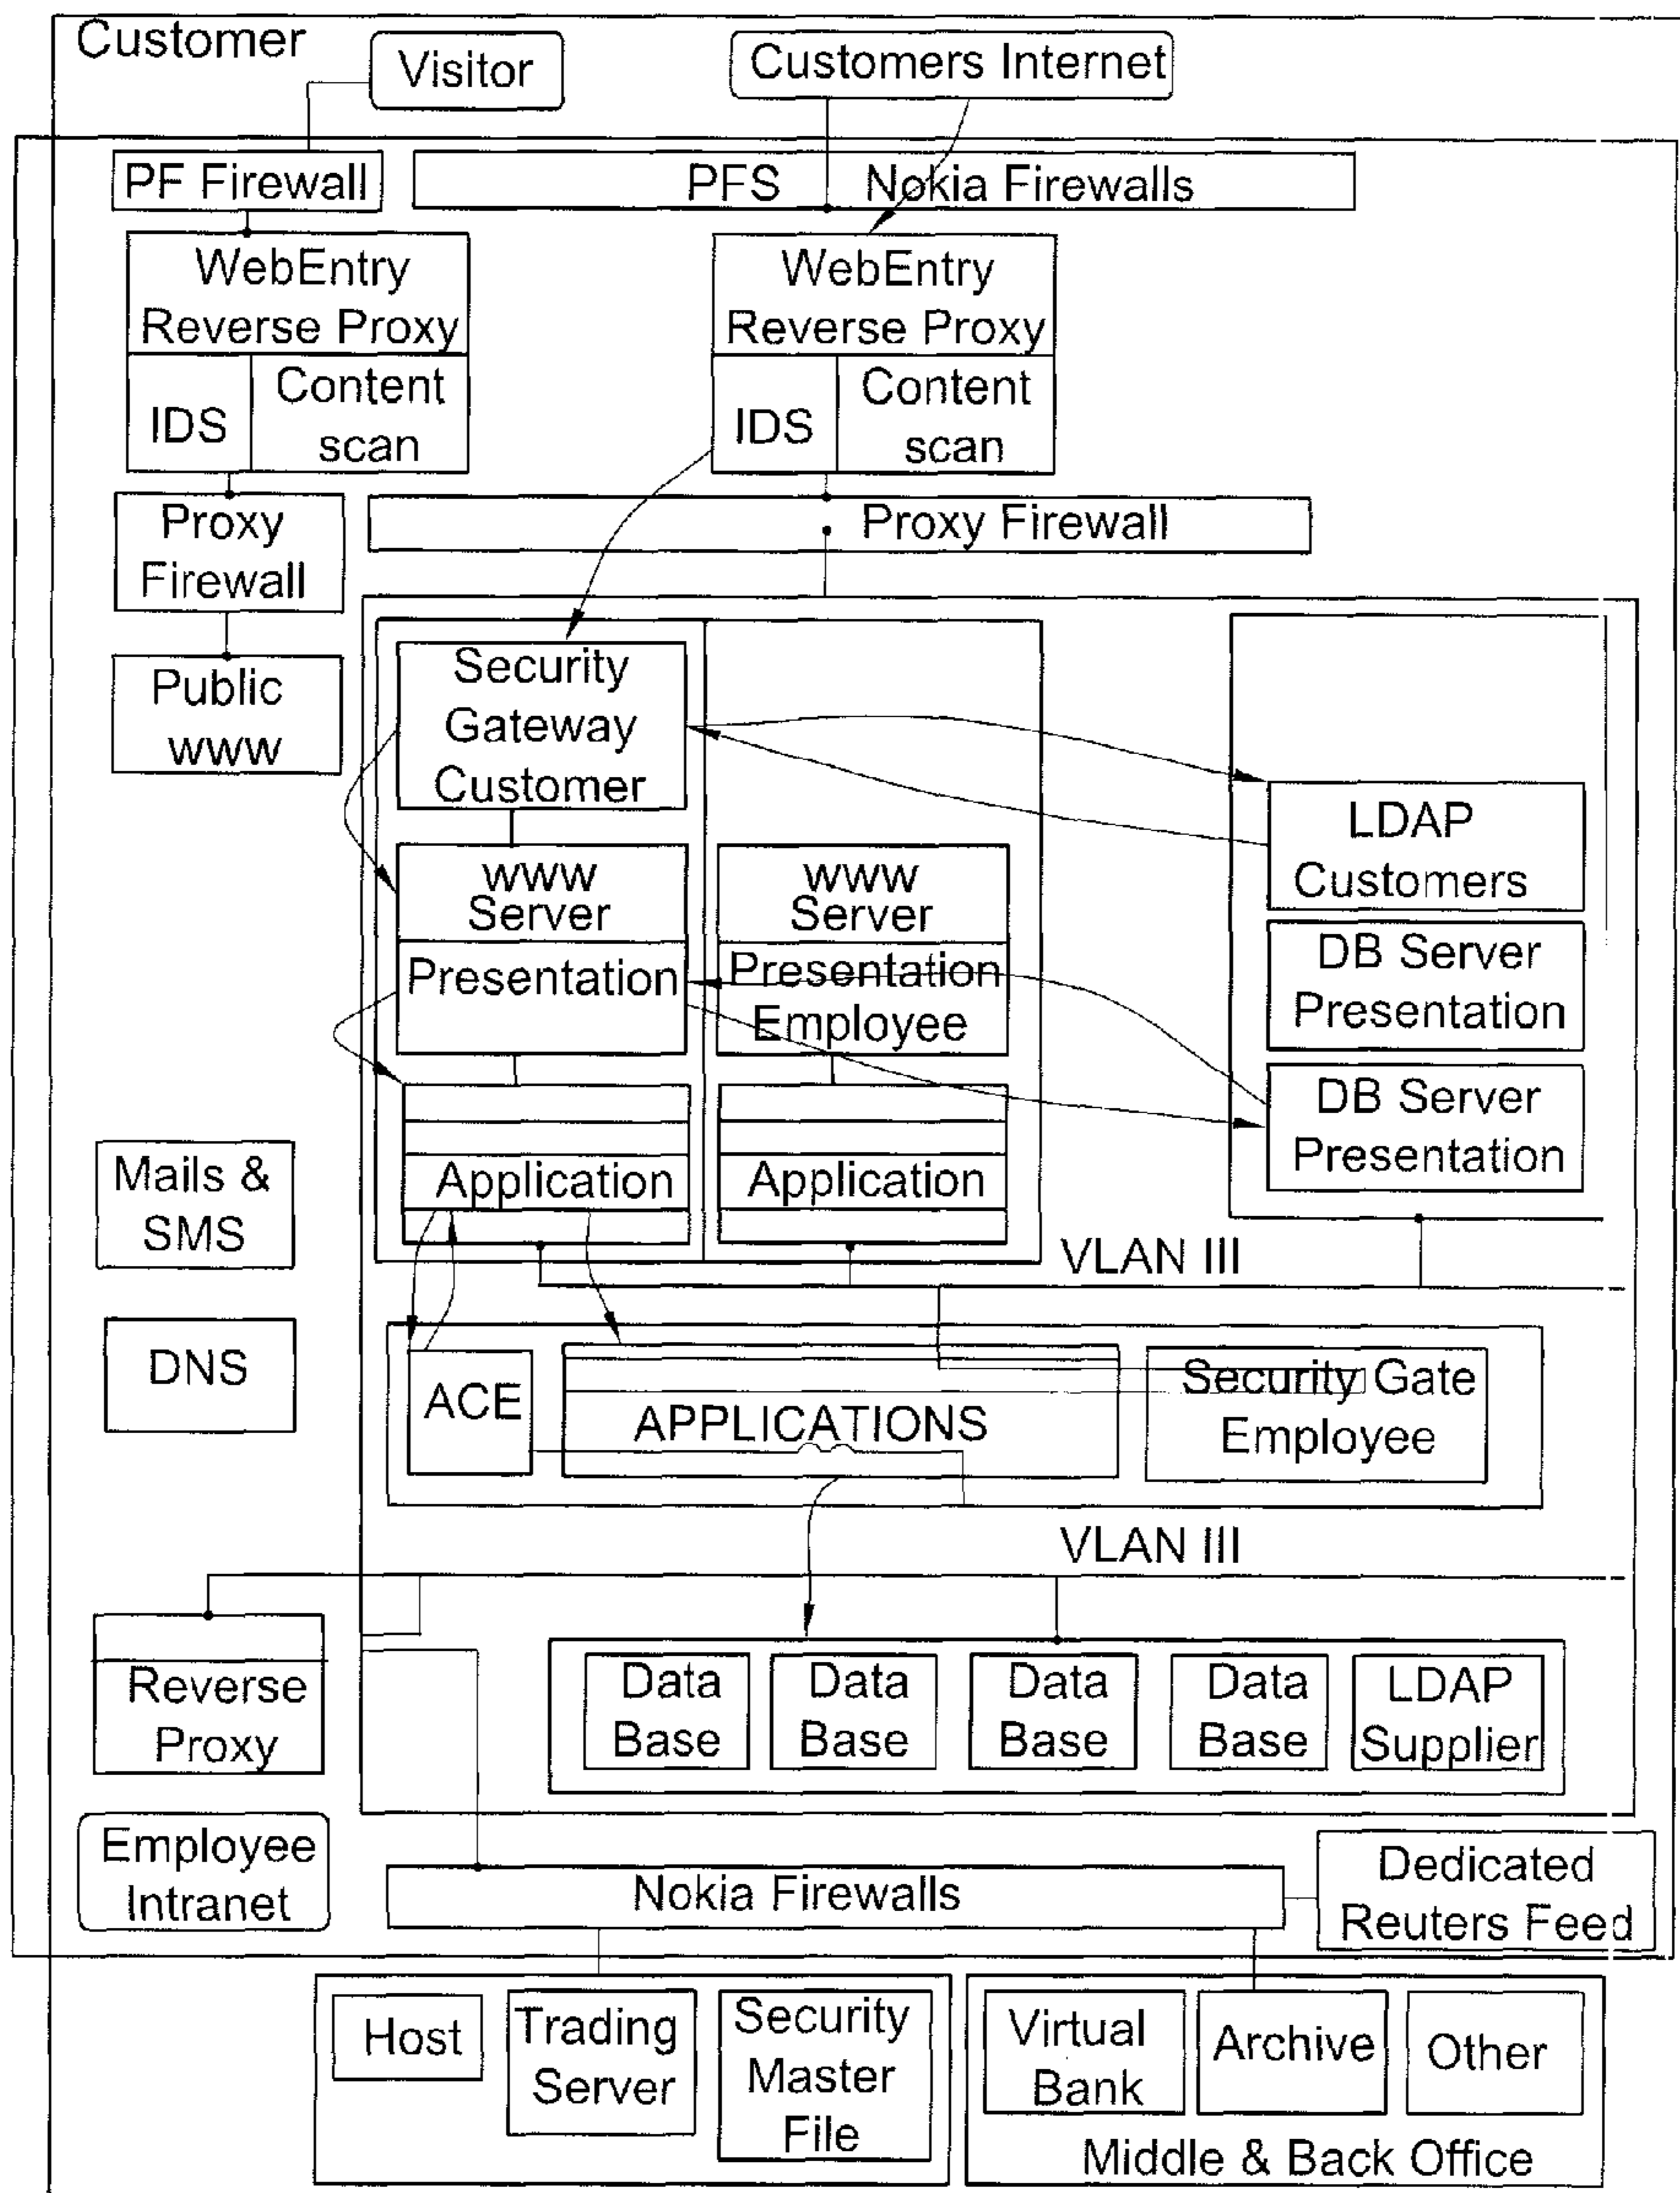 Customer
Visitor
Customers Internet
PF Firewall
PFS Nokia Firewalls
WebEntry
Reverse Proxy
IDS
Content
scan
WebEntry
Reverse Proxy
IDS
Content
scan
Proxy
Firewall
Proxy Firewall
Public
www
Security
Gateway
Customer
LDAP
Customers
www
Server
Presentation
www
Server
Presentation
Employee
DB Server
Presentation
DB Server
Presentation
Application
Application
Mails &
SMS
VLAN III
DNS
ACE
APPLICATIONS
Security Gate
Employee
VLAN III
Reverse
Proxy
Data
Base
Data
Base
Data
Base
Data
Base
LDAP
Supplier
Employee
Intranet
Nokia Firewalls
Dedicated
Reuters Feed
Host
Trading
Server
Security
Master
File
Virtual
Bank
Archive
Other
Middle & Back Office